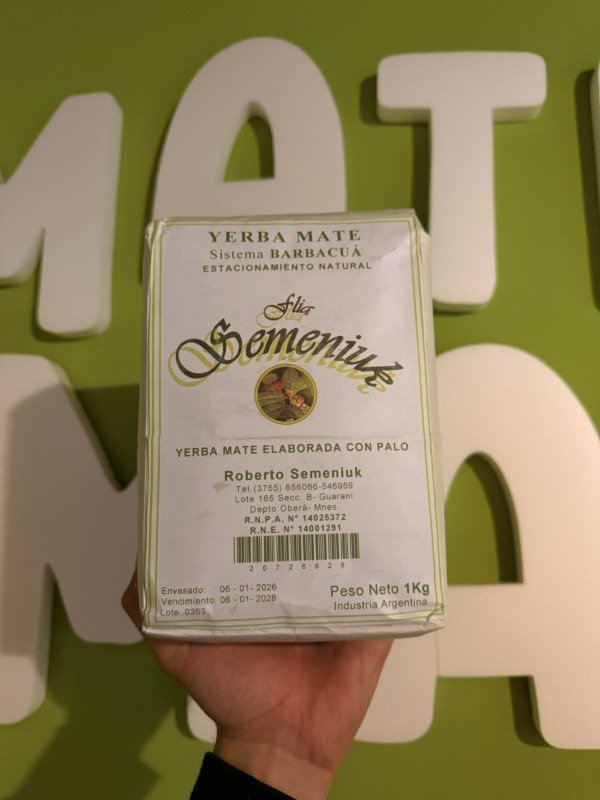 MAT
YERBA MATE
Sistema BARBACUÁ
ESTACIONAMIENTO NATURAL
Flia
Semeniuk
YERBA MATE ELABORADA CON PALO
Roberto Semeniuk
Tel.(3755) 656066-546959
Lote 165 Secc. B- Guaraní
Depto Oberá- Mnes.
R.N.P.A. N° 14025372
R.N.E. N° 14001291
20726629
Envasado: 06-01-2026
Vencimiento: 06-01-2028
Lote: 0353
Peso Neto 1Kg
Industria Argentina